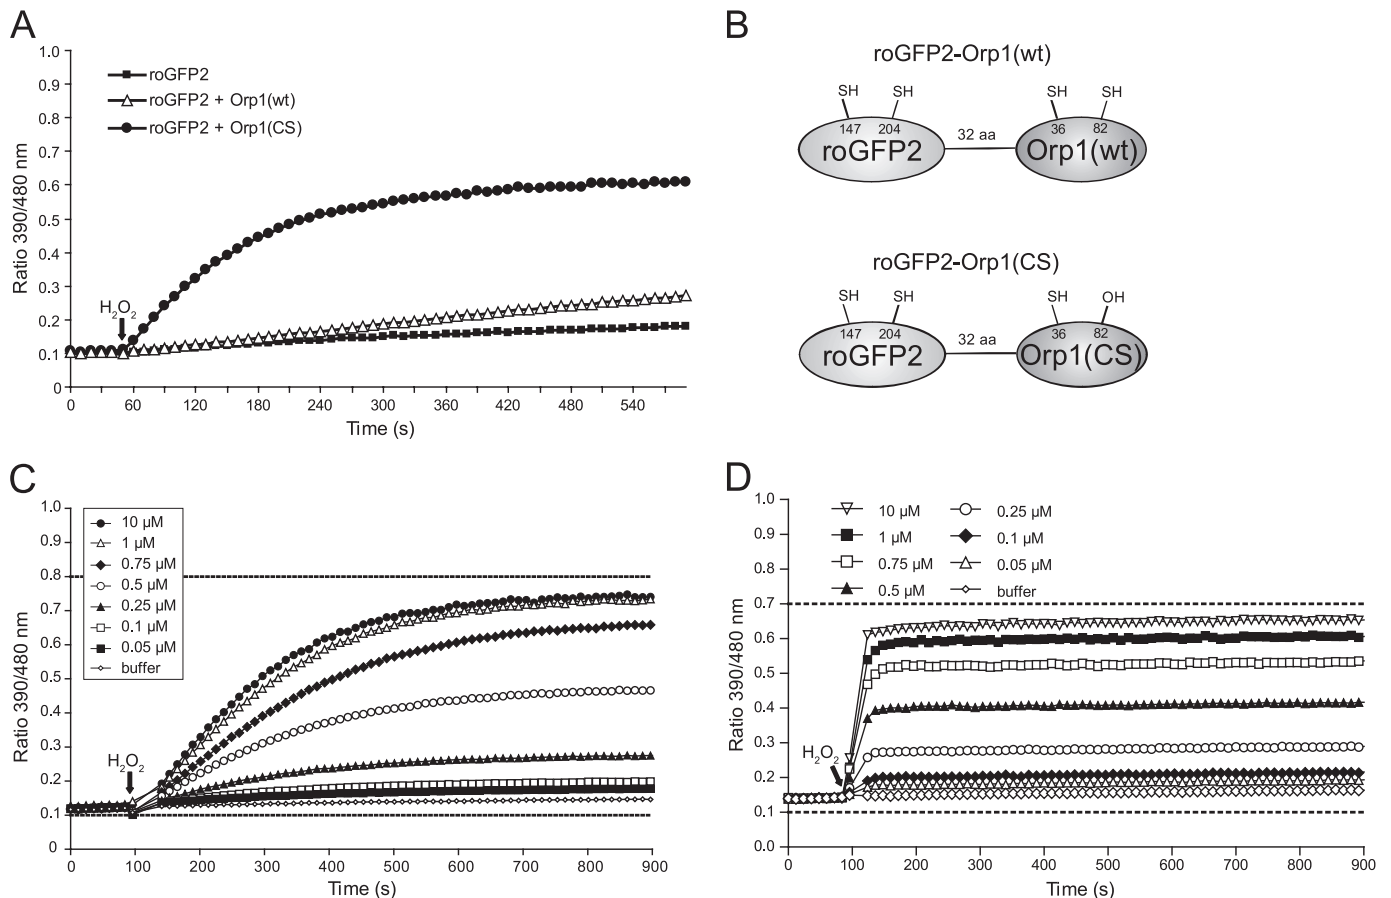 A
1.0
0.9
0.8
0.7
0.6
0.5
0.4
0.3
0.2
0.1
0
Ratio 390/480 nm
roGFP2
roGFP2 + Orp1(wt)
roGFP2 + Orp1(CS)
H2O2
0 60 120 180 240 300 360 420 480 540
Time (s)
B
roGFP2-Orp1(wt)
SH SH SH SH
147 204 32 aa 36 82
roGFP2 Orp1(wt)
roGFP2-Orp1(CS)
SH SH SH OH
147 204 32 aa 36 82
roGFP2 Orp1(CS)
C
1.0
0.9
0.8
0.7
0.6
0.5
0.4
0.3
0.2
0.1
0
Ratio 390/480 nm
10 µM
1 µM
0.75 µM
0.5 µM
0.25 µM
0.1 µM
0.05 µM
buffer
H2O2
0 100 200 300 400 500 600 700 800 900
Time (s)
D
1.0
0.9
0.8
0.7
0.6
0.5
0.4
0.3
0.2
0.1
0.0
Ratio 390/480 nm
10 µM 0.25 µM
1 µM 0.1 µM
0.75 µM 0.05 µM
0.5 µM buffer
H2O2
0 100 200 300 400 500 600 700 800 900
Time (s)